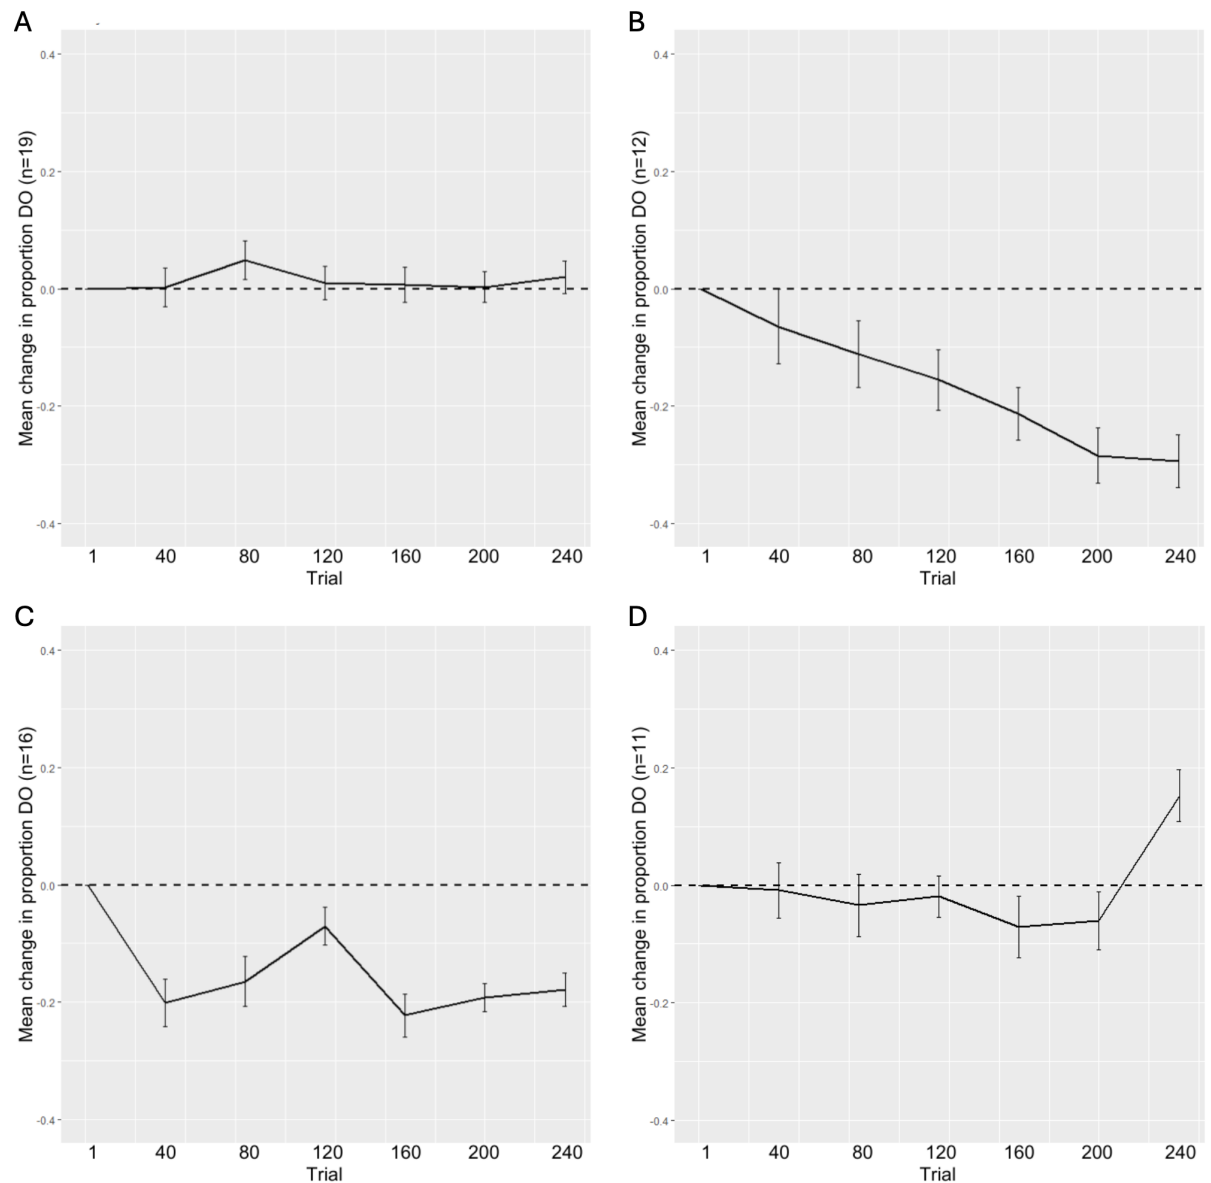 A
Mean change in proportion DO (n=19)
0.4
0.2
0.0
-0.2
-0.4
1 40 80 120 160 200 240
Trial
B
Mean change in proportion DO (n=12)
0.4
0.2
0.0
-0.2
-0.4
1 40 80 120 160 200 240
Trial
C
Mean change in proportion DO (n=16)
0.4
0.2
0.0
-0.2
-0.4
1 40 80 120 160 200 240
Trial
D
Mean change in proportion DO (n=11)
0.4
0.2
0.0
-0.2
-0.4
1 40 80 120 160 200 240
Trial